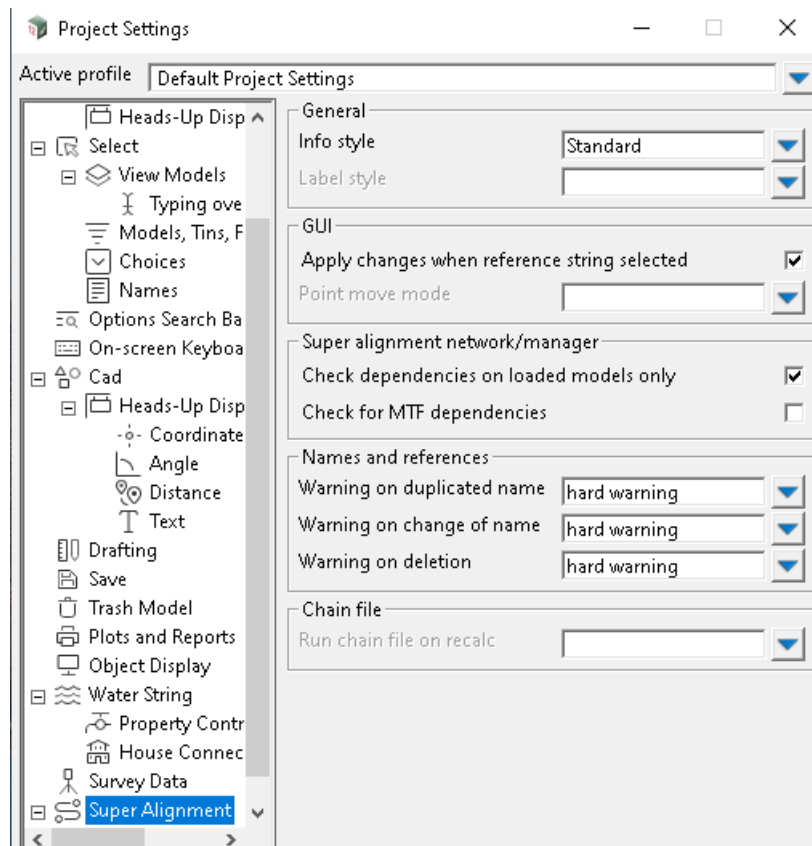 Project Settings
Active profile Default Project Settings
Heads-Up Disp
Select
View Models
Typing ove
Models, Tins, F
Choices
Names
Options Search Ba
On-screen Keyboa
Cad
Heads-Up Disp
Coordinate
Angle
Distance
Text
Drafting
Save
Trash Model
Plots and Reports
Object Display
Water String
Property Contr
House Connec
Survey Data
Super Alignment
General
Info style Standard
Label style
GUI
Apply changes when reference string selected
Point move mode
Super alignment network/manager
Check dependencies on loaded models only
Check for MTF dependencies
Names and references
Warning on duplicated name hard warning
Warning on change of name hard warning
Warning on deletion hard warning
Chain file
Run chain file on recalc